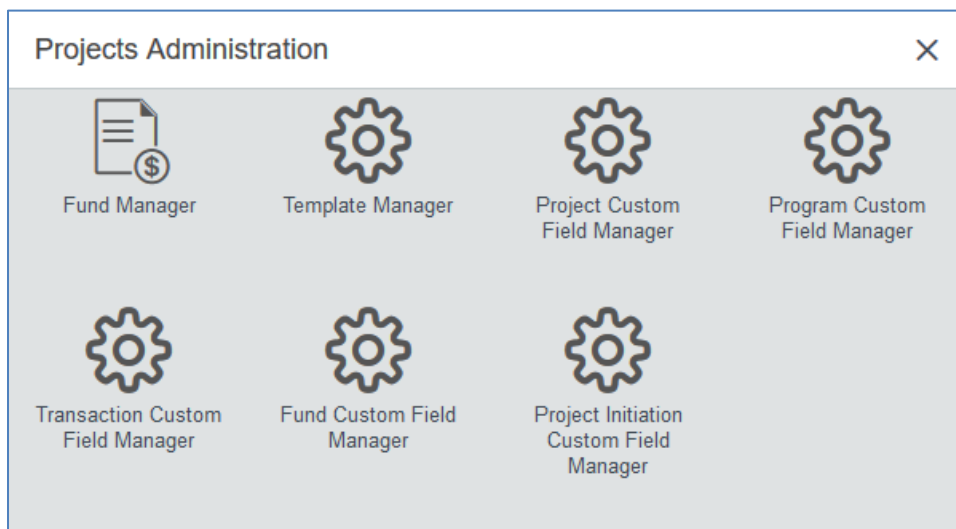 Projects Administration
$
Fund Manager
Template Manager
Project Custom
Field Manager
Program Custom
Field Manager
Transaction Custom
Field Manager
Fund Custom Field
Manager
Project Initiation
Custom Field
Manager